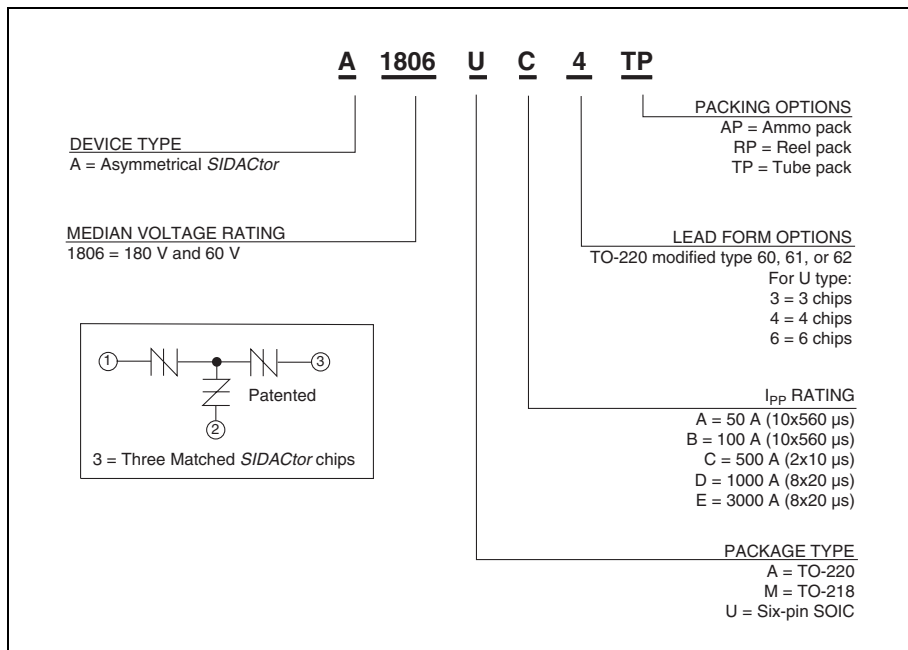 A 1806 U C 4 TP
PACKING OPTIONS
AP = Ammo pack
RP = Reel pack
TP = Tube pack
DEVICE TYPE
A = Asymmetrical SIDACtor
MEDIAN VOLTAGE RATING
1806 = 180 V and 60 V
LEAD FORM OPTIONS
TO-220 modified type 60, 61, or 62
For U type:
3 = 3 chips
4 = 4 chips
6 = 6 chips
1
3
Patented
2
3 = Three Matched SIDACtor chips
IPP RATING
A = 50 A (10x560 µs)
B = 100 A (10x560 µs)
C = 500 A (2x10 µs)
D = 1000 A (8x20 µs)
E = 3000 A (8x20 µs)
PACKAGE TYPE
A = TO-220
M = TO-218
U = Six-pin SOIC